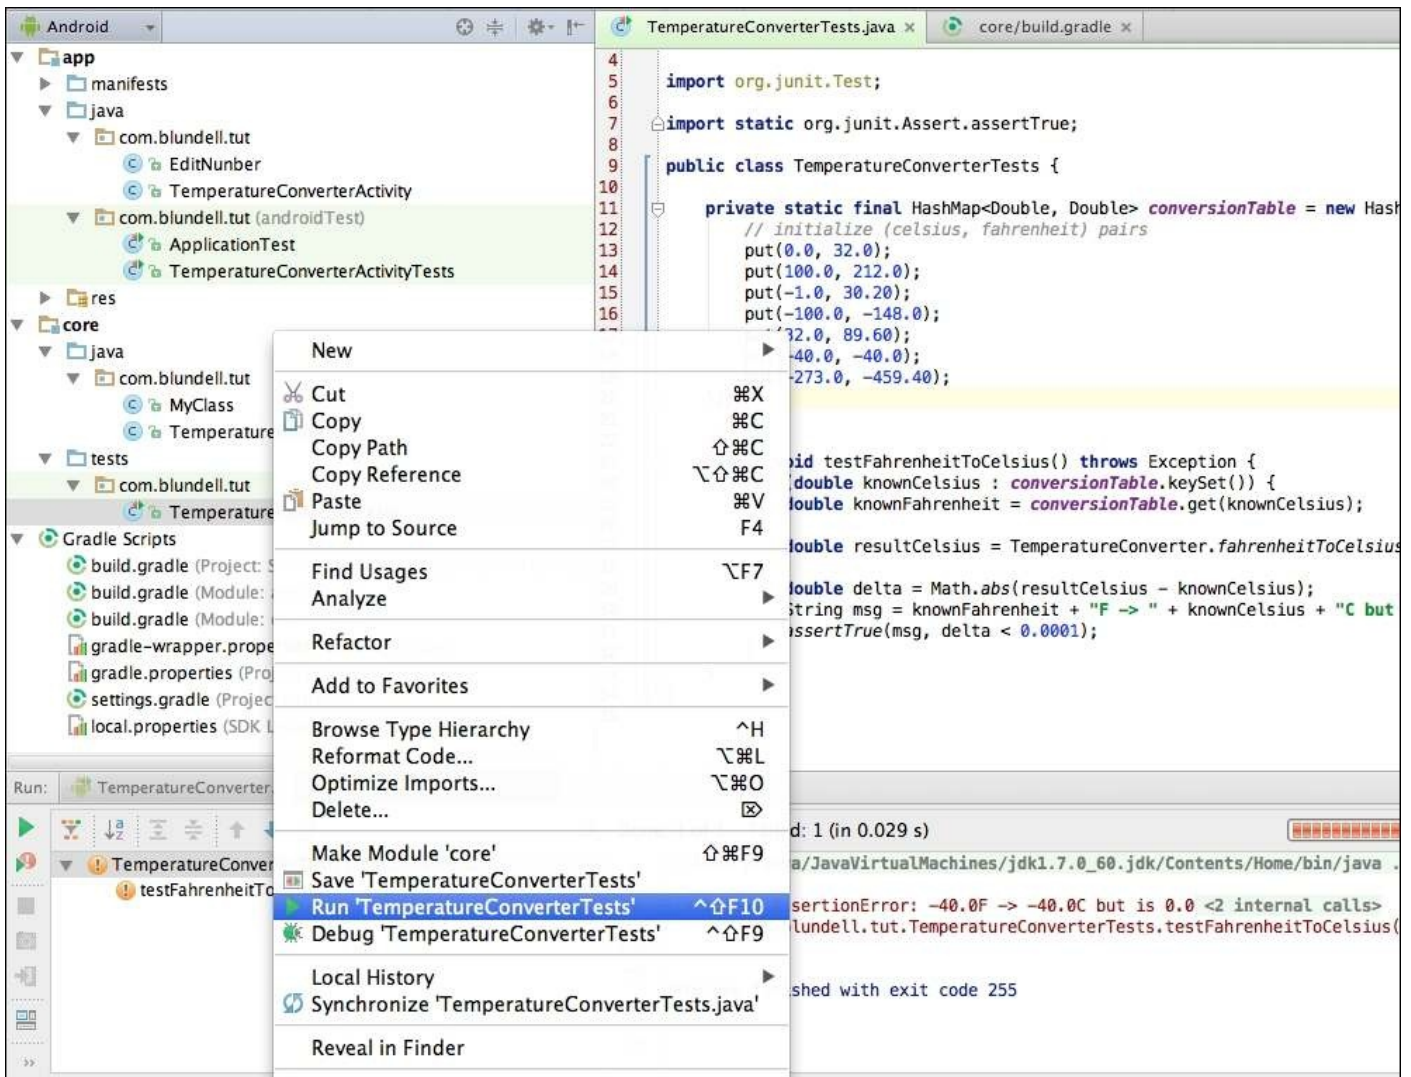 Android
app
manifests
java
com.blundell.tut
EditNunber
TemperatureConverterActivity
com.blundell.tut (androidTest)
ApplicationTest
TemperatureConverterActivityTests
res
core
java
com.blundell.tut
MyClass
Temperature
tests
com.blundell.tut
Temperature
Gradle Scripts
build.gradle (Project:
build.gradle (Module:
build.gradle (Module:
gradle-wrapper.prope
gradle.properties (Proj
settings.gradle (Projec
local.properties (SDK L
TemperatureConverterTests.java ×
core/build.gradle ×
4
5 import org.junit.Test;
6
7 import static org.junit.Assert.assertTrue;
8
9 public class TemperatureConverterTests {
10
11 private static final HashMap<Double, Double> conversionTable = new Hash
12 // initialize (celsius, fahrenheit) pairs
13 put(0.0, 32.0);
14 put(100.0, 212.0);
15 put(-1.0, 30.20);
16 put(-100.0, -148.0);
32.0, 89.60);
-40.0, -40.0);
-273.0, -459.40);
id testFahrenheitToCelsius() throws Exception {
(double knownCelsius : conversionTable.keySet()) {
double knownFahrenheit = conversionTable.get(knownCelsius);
double resultCelsius = TemperatureConverter.fahrenheitToCelsius
double delta = Math.abs(resultCelsius - knownCelsius);
String msg = knownFahrenheit + "F -> " + knownCelsius + "C but
assertTrue(msg, delta < 0.0001);
New
Cut ⌘X
Copy ⌘C
Copy Path ⇧⌘C
Copy Reference ⌥⇧⌘C
Paste ⌘V
Jump to Source F4
Find Usages ⌥F7
Analyze
Refactor
Add to Favorites
Browse Type Hierarchy ^H
Reformat Code... ⌥⌘L
Optimize Imports... ⌥⌘O
Delete... ⌦
Make Module 'core' ⇧⌘F9
Save 'TemperatureConverterTests'
Run 'TemperatureConverterTests' ^⇧F10
Debug 'TemperatureConverterTests' ^⇧F9
Local History
Synchronize 'TemperatureConverterTests.java'
Reveal in Finder
Run: TemperatureConverter
TemperatureConver
testFahrenheitTo
d: 1 (in 0.029 s)
a/JavaVirtualMachines/jdk1.7.0_60.jdk/Contents/Home/bin/java .
sertionError: -40.0F -> -40.0C but is 0.0 <2 internal calls>
lundell.tut.TemperatureConverterTests.testFahrenheitToCelsius(
shed with exit code 255